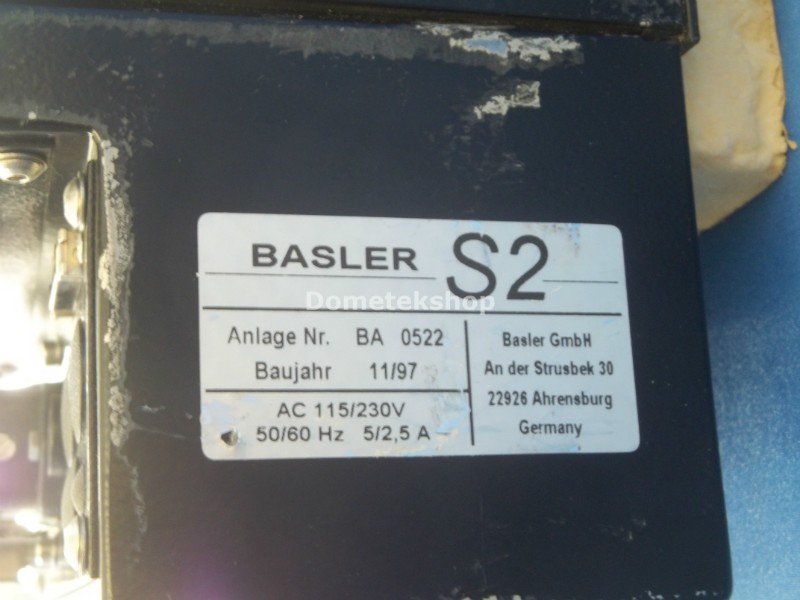 BASLER S2
Dometekshop
Anlage Nr. BA 0522
Baujahr 11/97
AC 115/230V
50/60 Hz 5/2,5 A
Basler GmbH
An der Strusbek 30
22926 Ahrensburg
Germany